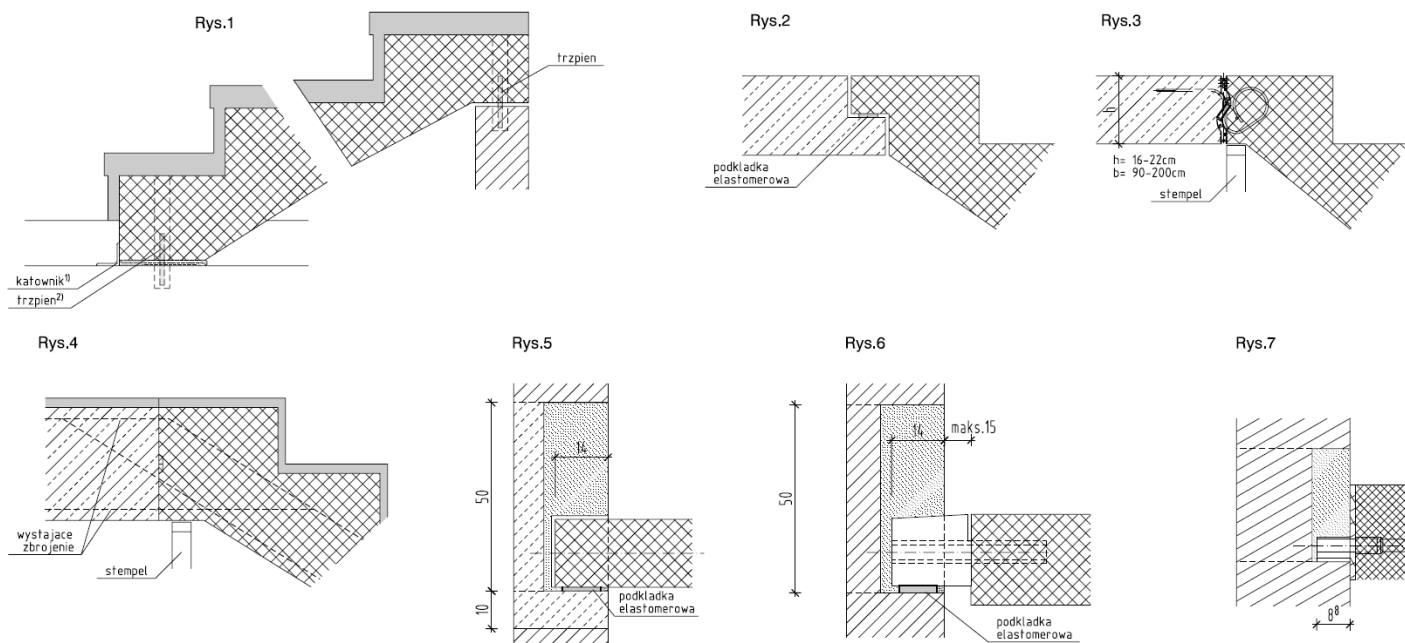 Rys.1
trzpien
katownik1)
trzpien2)
Rys.2
podkladka
elastomerowa
Rys.3
h
h= 16-22cm
b= 90-200cm
stempel
Rys.4
wystajace
zbrojenie
stempel
Rys.5
14
50
10
podkladka
elastomerowa
Rys.6
14
maks.15
50
podkladka
elastomerowa
Rys.7
8⁸